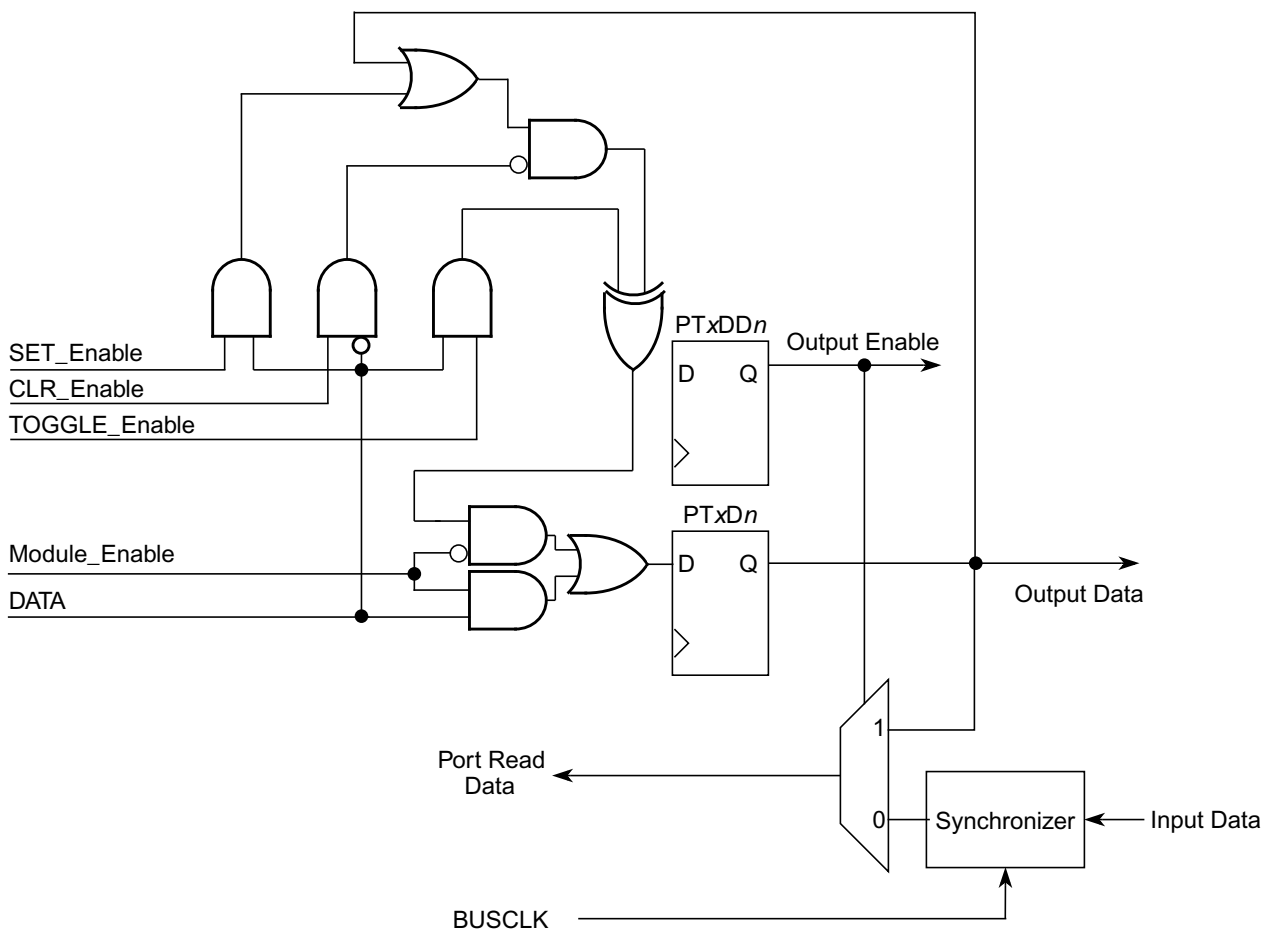 SET_Enable
CLR_Enable
TOGGLE_Enable
PTxDDn
D Q
Output Enable
PTxDn
D Q
Module_Enable
DATA
Output Data
1
Port Read
Data
0
Synchronizer
Input Data
BUSCLK